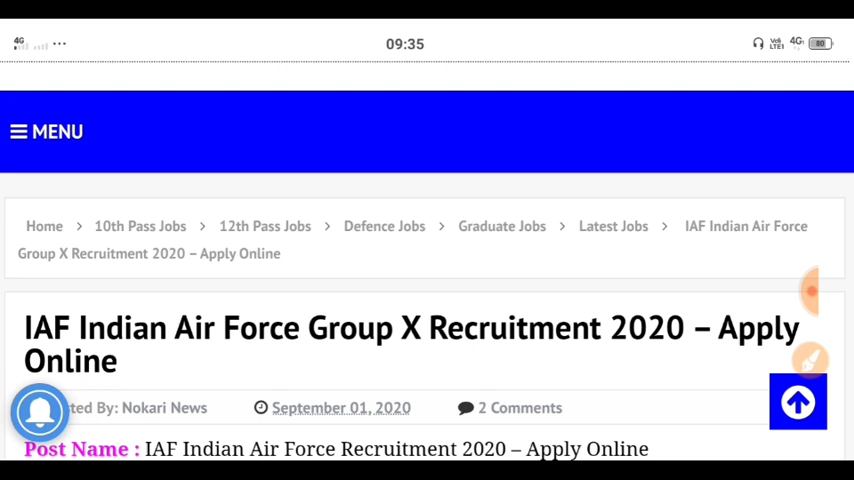 4G ... 09:35 4G 80
MENU
Home > 10th Pass Jobs > 12th Pass Jobs > Defence Jobs > Graduate Jobs > Latest Jobs > IAF Indian Air Force
Group X Recruitment 2020 – Apply Online
IAF Indian Air Force Group X Recruitment 2020 – Apply
Online
ted By: Nokari News September 01, 2020 2 Comments
Post Name : IAF Indian Air Force Recruitment 2020 – Apply Online